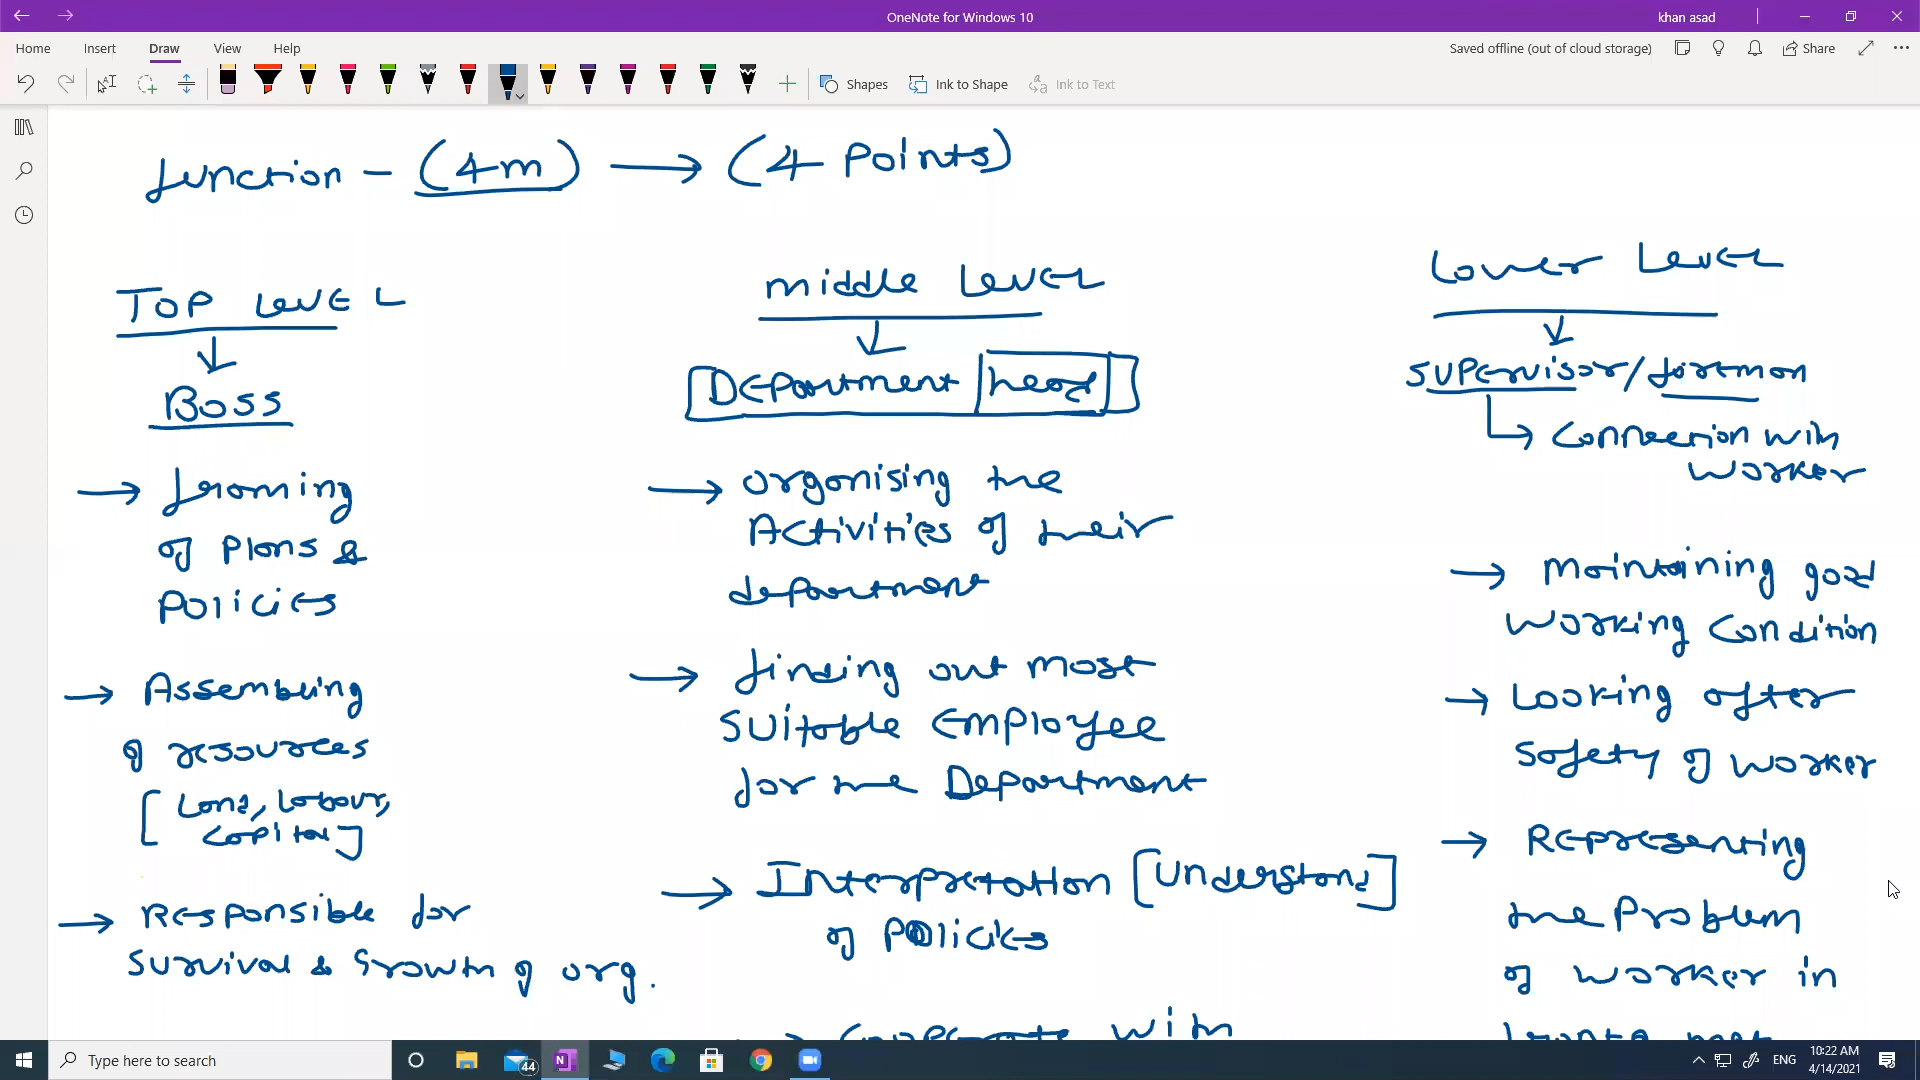 OneNote for Windows 10
khan asad
Home Insert Draw View Help
Saved offline (out of cloud storage)
Share
Shapes
Ink to Shape
Ink to Text
function - (4m) → (4 Points)
TOP LEVEL
BOSS
→ framing
of Plans &
Policies
→ Assembling
of resources
[Land, Labour,
Capital]
→ Responsible for
Survival & Growth of org.
middle LEVEL
[Department head]
→ organising the
Activities of their
department
→ finding out most
Suitable Employee
for the Department
→ Interpretation [Understand]
of Policies
→ Cooperate with
Lower Level
Supervisor/foreman
→ Connection with
Worker
→ Maintaining good
Working Condition
→ Looking after
Safety of Worker
→ Representing
the Problem
of Worker in
Type here to search
44
ENG
10:22 AM
4/14/2021